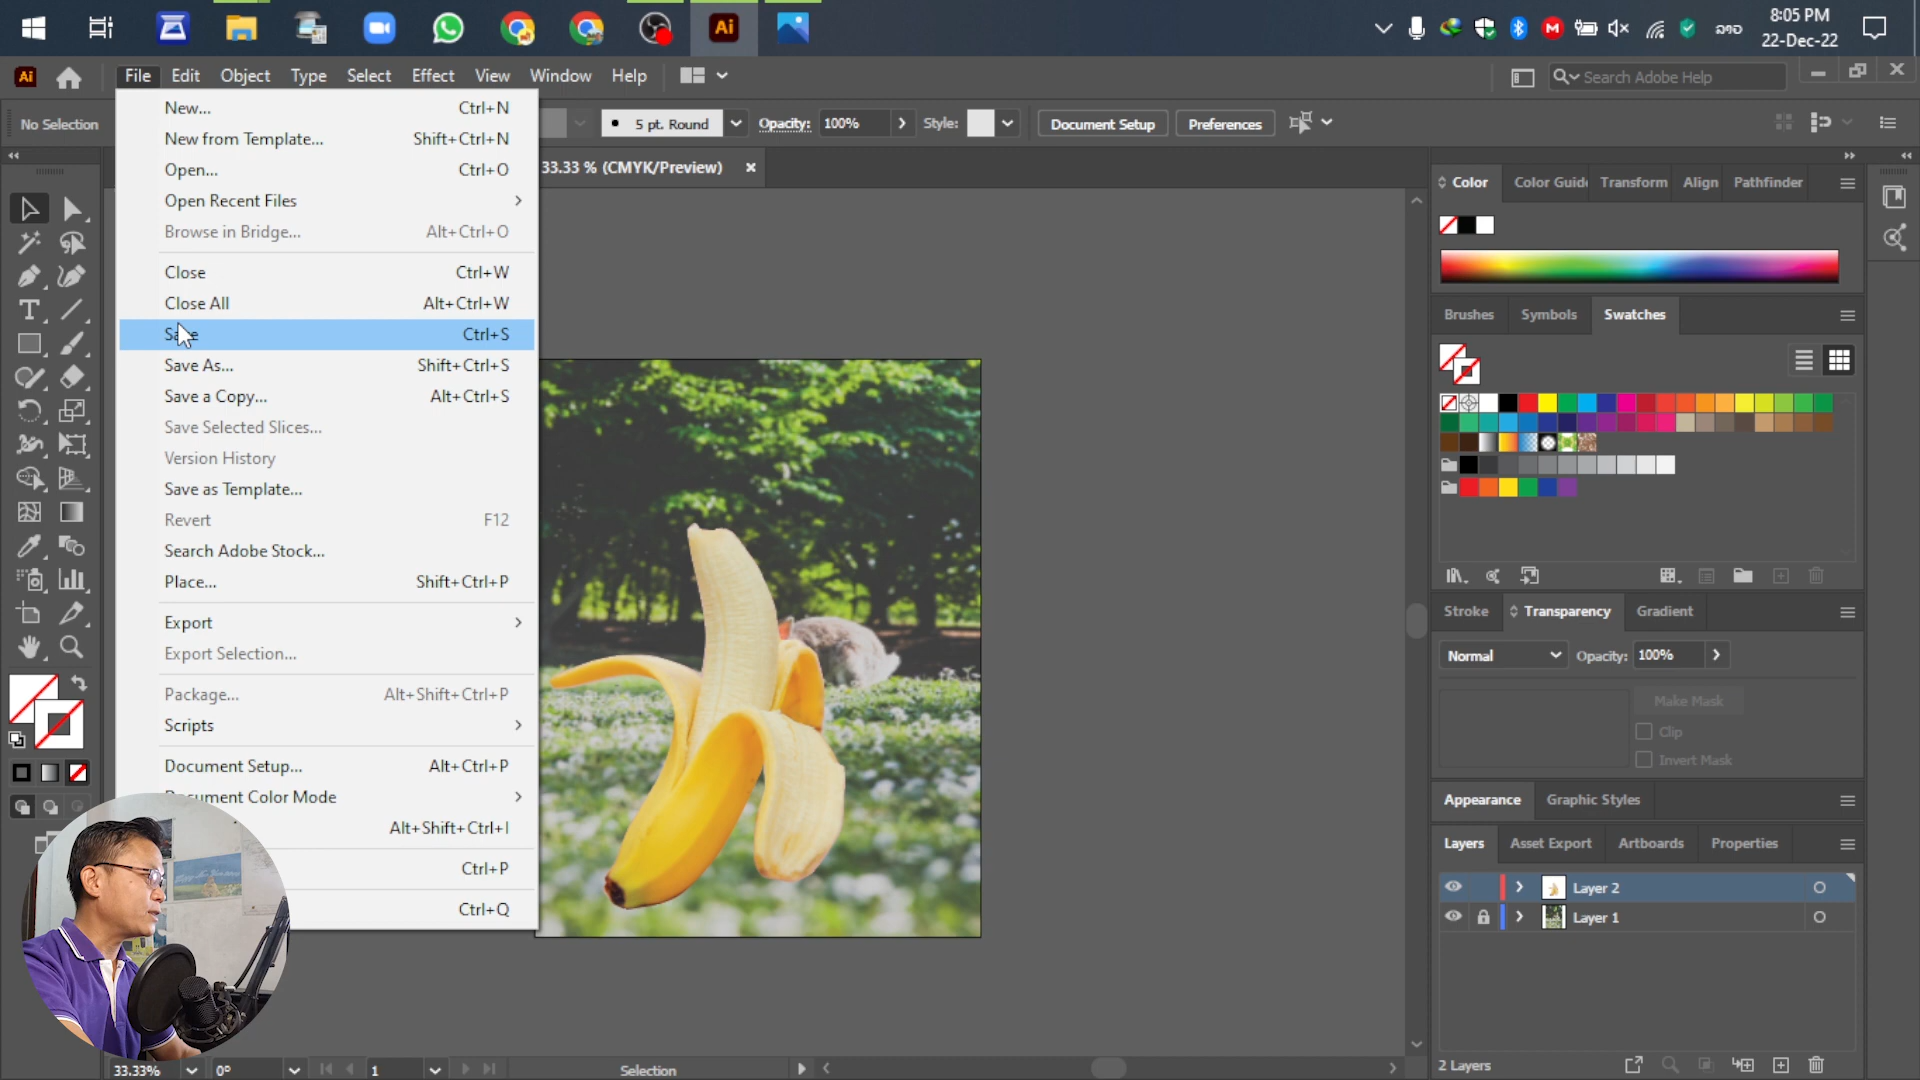 Ai
8:05 PM
ລາວ
22-Dec-22
Ai
File Edit Object Type Select Effect View Window Help
Search Adobe Help
No Selection
5 pt. Round
Opacity: 100%
Style:
Document Setup
Preferences
33.33 % (CMYK/Preview) ×
New... Ctrl+N
New from Template... Shift+Ctrl+N
Open... Ctrl+O
Open Recent Files
Browse in Bridge... Alt+Ctrl+O
Close Ctrl+W
Close All Alt+Ctrl+W
Save Ctrl+S
Save As... Shift+Ctrl+S
Save a Copy... Alt+Ctrl+S
Save Selected Slices...
Version History
Save as Template...
Revert F12
Search Adobe Stock...
Place... Shift+Ctrl+P
Export
Export Selection...
Package... Alt+Shift+Ctrl+P
Scripts
Document Setup... Alt+Ctrl+P
Document Color Mode
Alt+Shift+Ctrl+I
Ctrl+P
Ctrl+Q
Color Color Guide Transform Align Pathfinder
Brushes Symbols Swatches
Stroke Transparency Gradient
Normal Opacity: 100%
Make Mask
Clip
Invert Mask
Appearance Graphic Styles
Layers Asset Export Artboards Properties
Layer 2
Layer 1
2 Layers
33.33% 0° 1 Selection